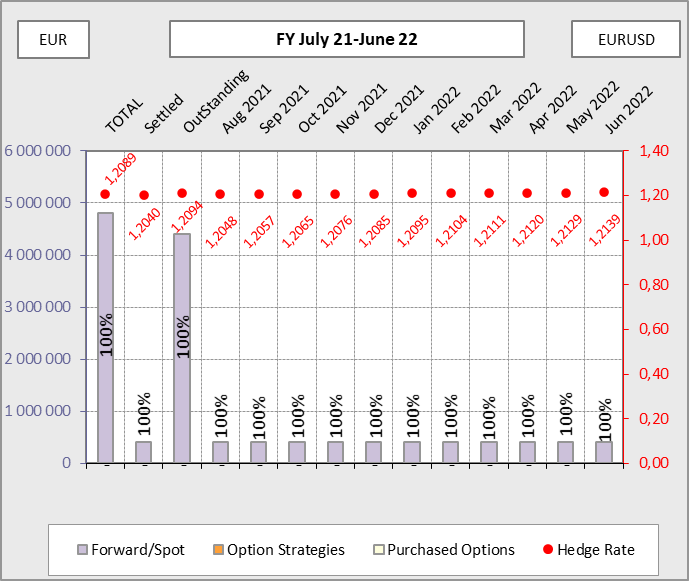 EUR
FY July 21-June 22
EURUSD
TOTAL
Settled
OutStanding
Aug 2021
Sep 2021
Oct 2021
Nov 2021
Dec 2021
Jan 2022
Feb 2022
Mar 2022
Apr 2022
May 2022
Jun 2022
6 000 000
5 000 000
4 000 000
3 000 000
2 000 000
1 000 000
0
1,40
1,20
1,00
0,80
0,60
0,40
0,20
0,00
1,2089
1,2040
1,2094
1,2048
1,2057
1,2065
1,2076
1,2085
1,2095
1,2104
1,2111
1,2120
1,2129
1,2139
100%
100%
100%
100%
100%
100%
100%
100%
100%
100%
100%
100%
100%
100%
Forward/Spot
Option Strategies
Purchased Options
Hedge Rate